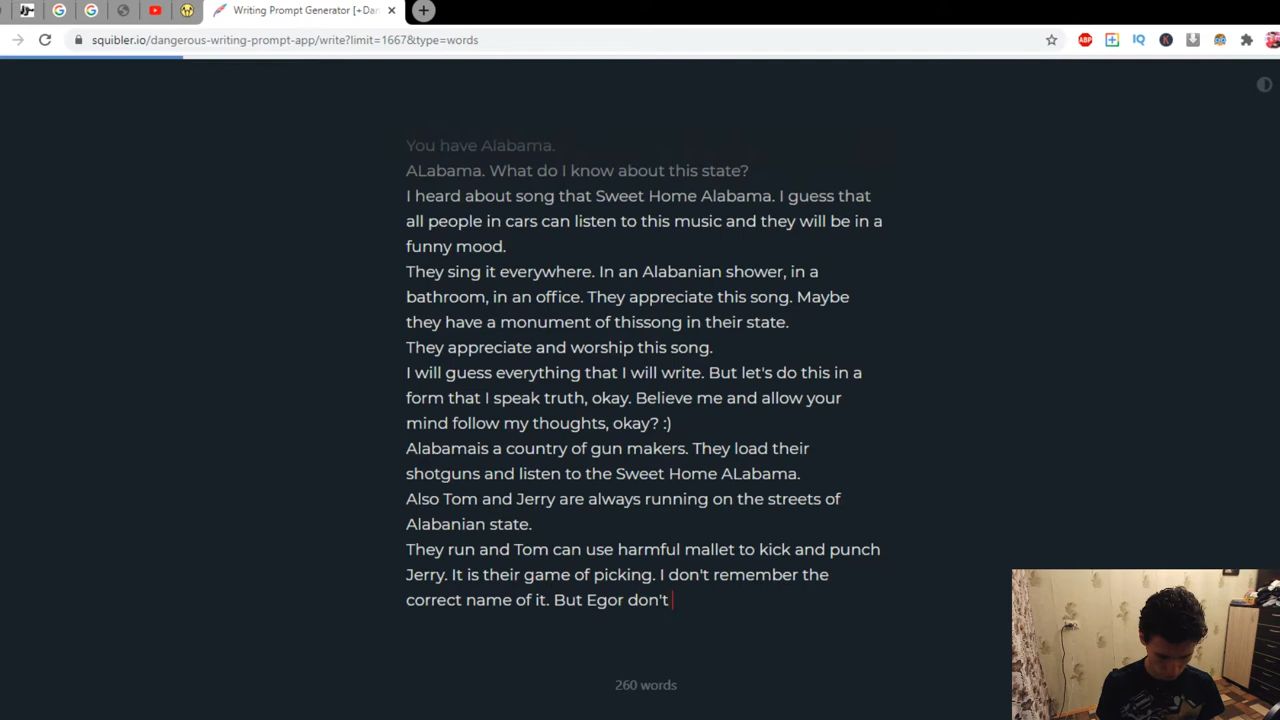 Writing Prompt Generator [+Dan
squibler.io/dangerous-writing-prompt-app/write?limit=1667&type=words
ABP
IQ
K
You have Alabama.
ALabama. What do I know about this state?
I heard about song that Sweet Home Alabama. I guess that
all people in cars can listen to this music and they will be in a
funny mood.
They sing it everywhere. In an Alabanian shower, in a
bathroom, in an office. They appreciate this song. Maybe
they have a monument of thissong in their state.
They appreciate and worship this song.
I will guess everything that I will write. But let's do this in a
form that I speak truth, okay. Believe me and allow your
mind follow my thoughts, okay? :)
Alabamais a country of gun makers. They load their
shotguns and listen to the Sweet Home ALabama.
Also Tom and Jerry are always running on the streets of
Alabanian state.
They run and Tom can use harmful mallet to kick and punch
Jerry. It is their game of picking. I don't remember the
correct name of it. But Egor don't
260 words